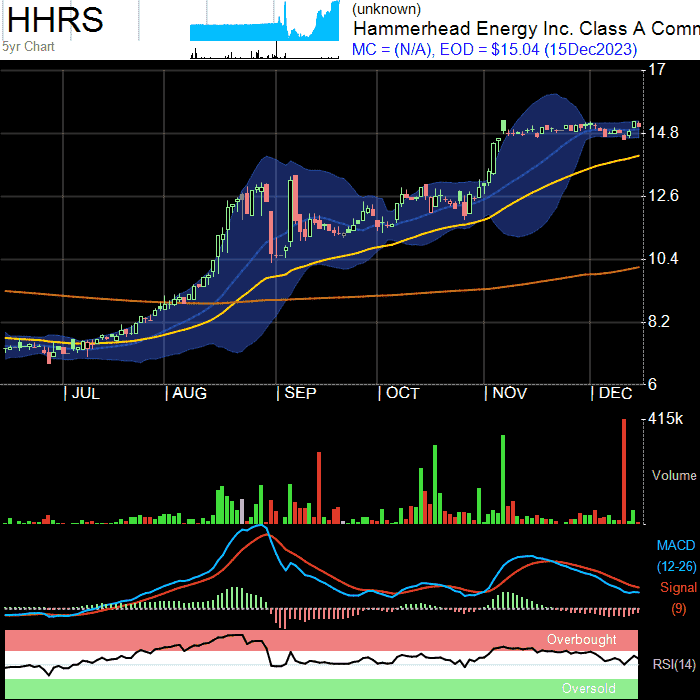 HHRS
5yr Chart
(unknown)
Hammerhead Energy Inc. Class A Comm
MC = (N/A), EOD = $15.04 (15Dec2023)
17
14.8
12.6
10.4
8.2
6
JUL AUG SEP OCT NOV DEC
415k
Volume
MACD
(12-26)
Signal
(9)
Overbought
RSI(14)
Oversold